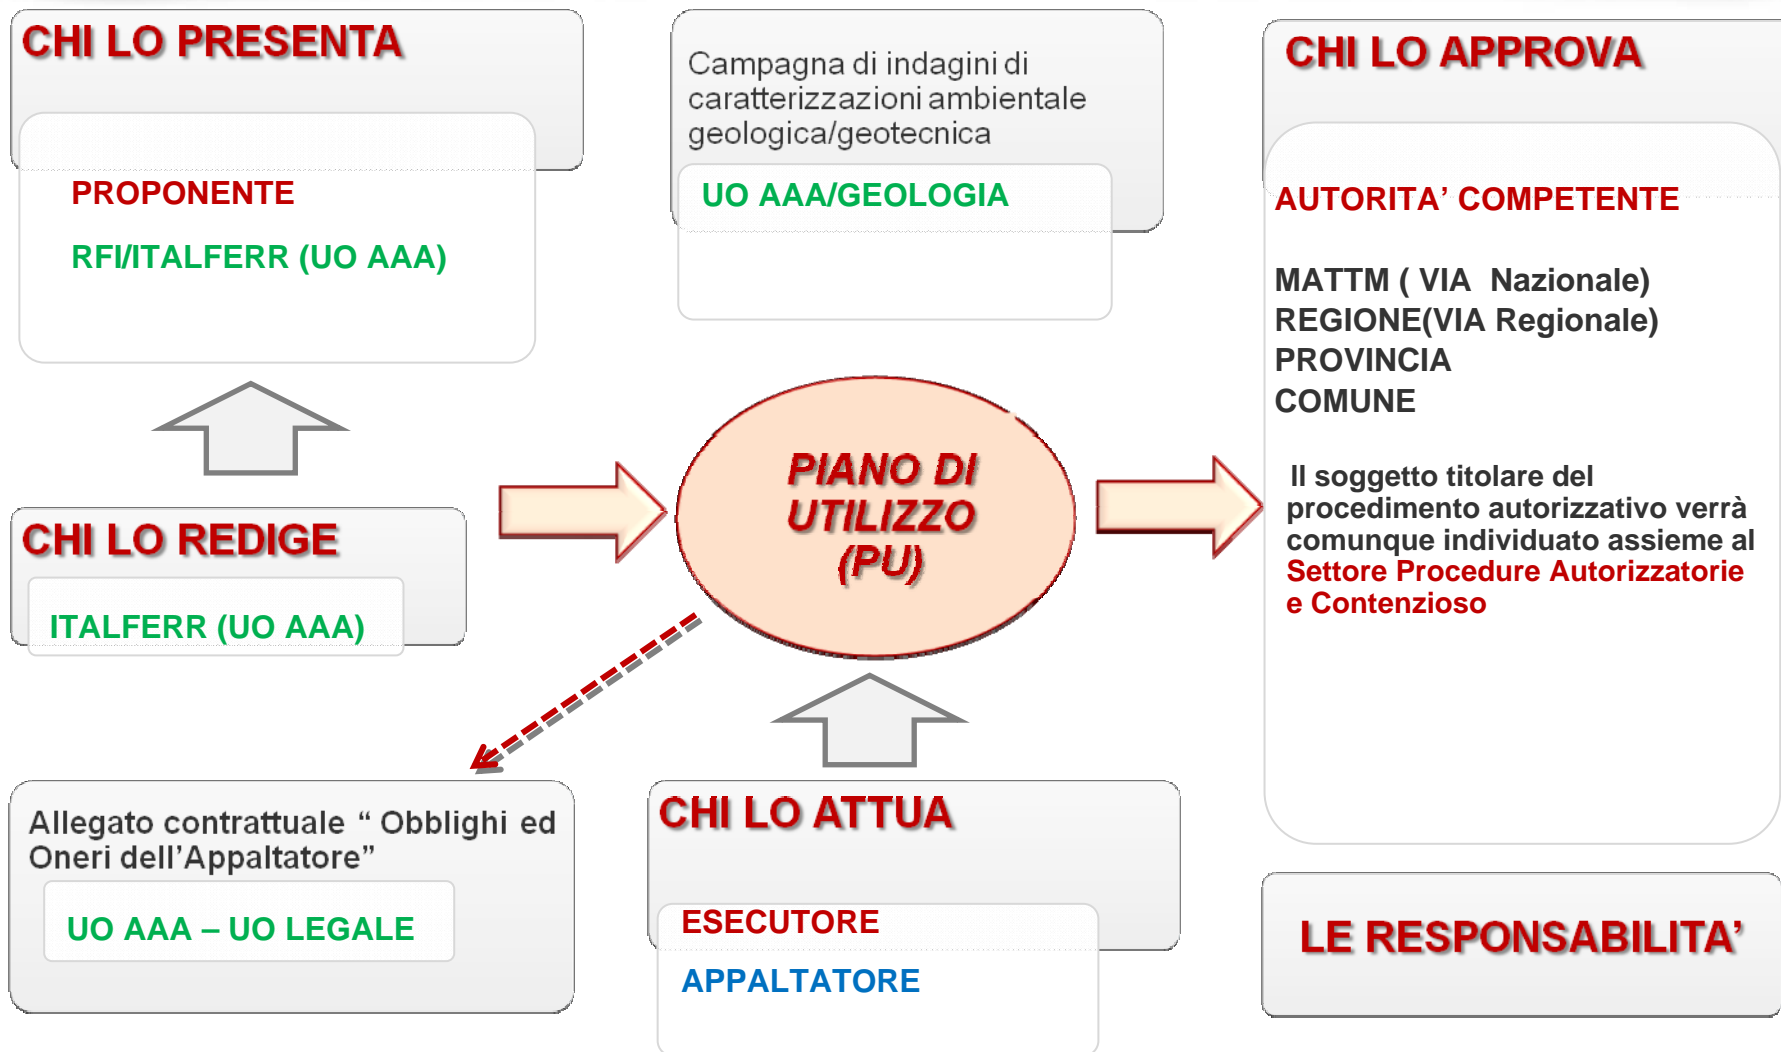 CHI LO PRESENTA
PROPONENTE
RFI/ITALFERR (UO AAA)
Campagna di indagini di
caratterizzazioni ambientale
geologica/geotecnica
UO AAA/GEOLOGIA
CHI LO APPROVA
AUTORITA’ COMPETENTE
MATTM ( VIA Nazionale)
REGIONE(VIA Regionale)
PROVINCIA
COMUNE
Il soggetto titolare del
procedimento autorizzativo verrà
comunque individuato assieme al
Settore Procedure Autorizzatorie
e Contenzioso
CHI LO REDIGE
ITALFERR (UO AAA)
PIANO DI
UTILIZZO
(PU)
Allegato contrattuale “ Obblighi ed
Oneri dell’Appaltatore”
UO AAA – UO LEGALE
CHI LO ATTUA
ESECUTORE
APPALTATORE
LE RESPONSABILITA’